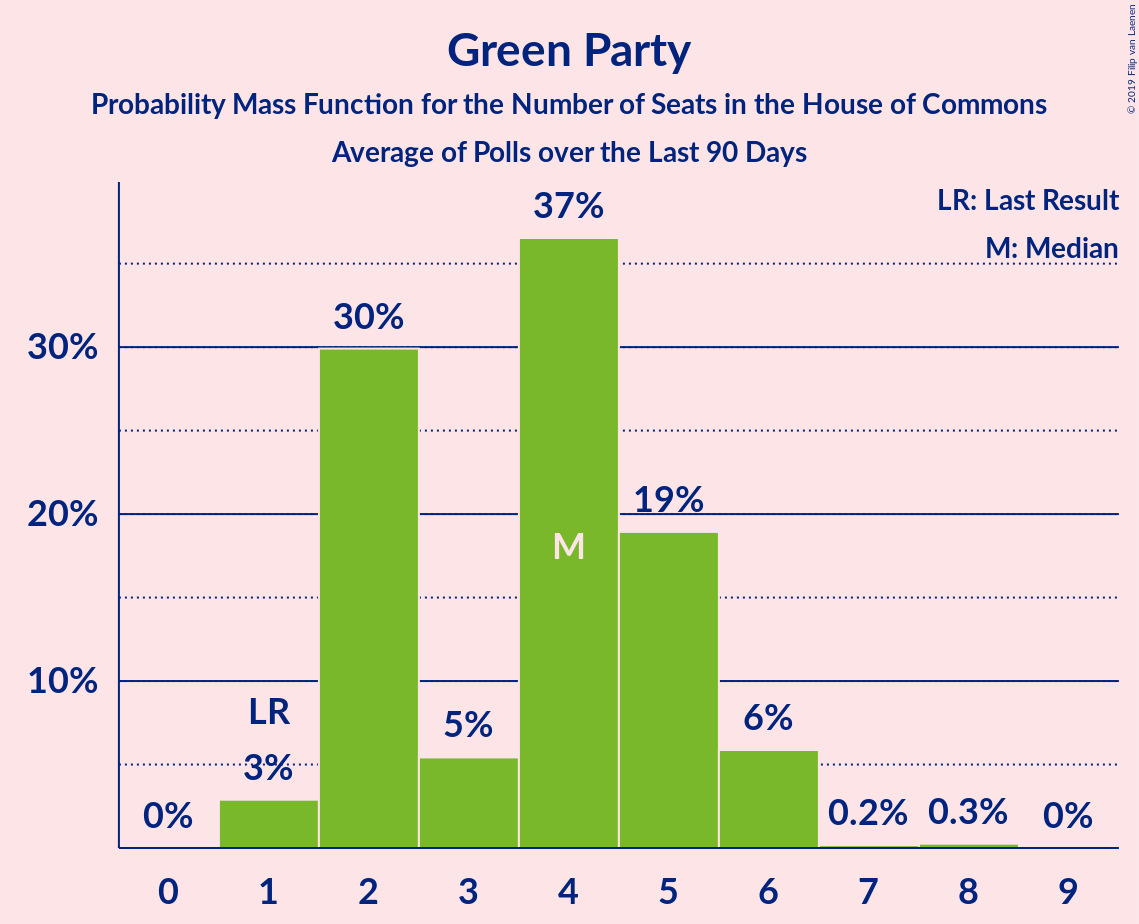 © 2019 Filip van Laenen
Green Party
Probability Mass Function for the Number of Seats in the House of Commons
Average of Polls over the Last 90 Days
LR: Last Result
M: Median
37%
30%
30%
20%
19%
M
10%
LR
3%
5%
6%
0%
0.2%
0.3%
0%
0 1 2 3 4 5 6 7 8 9